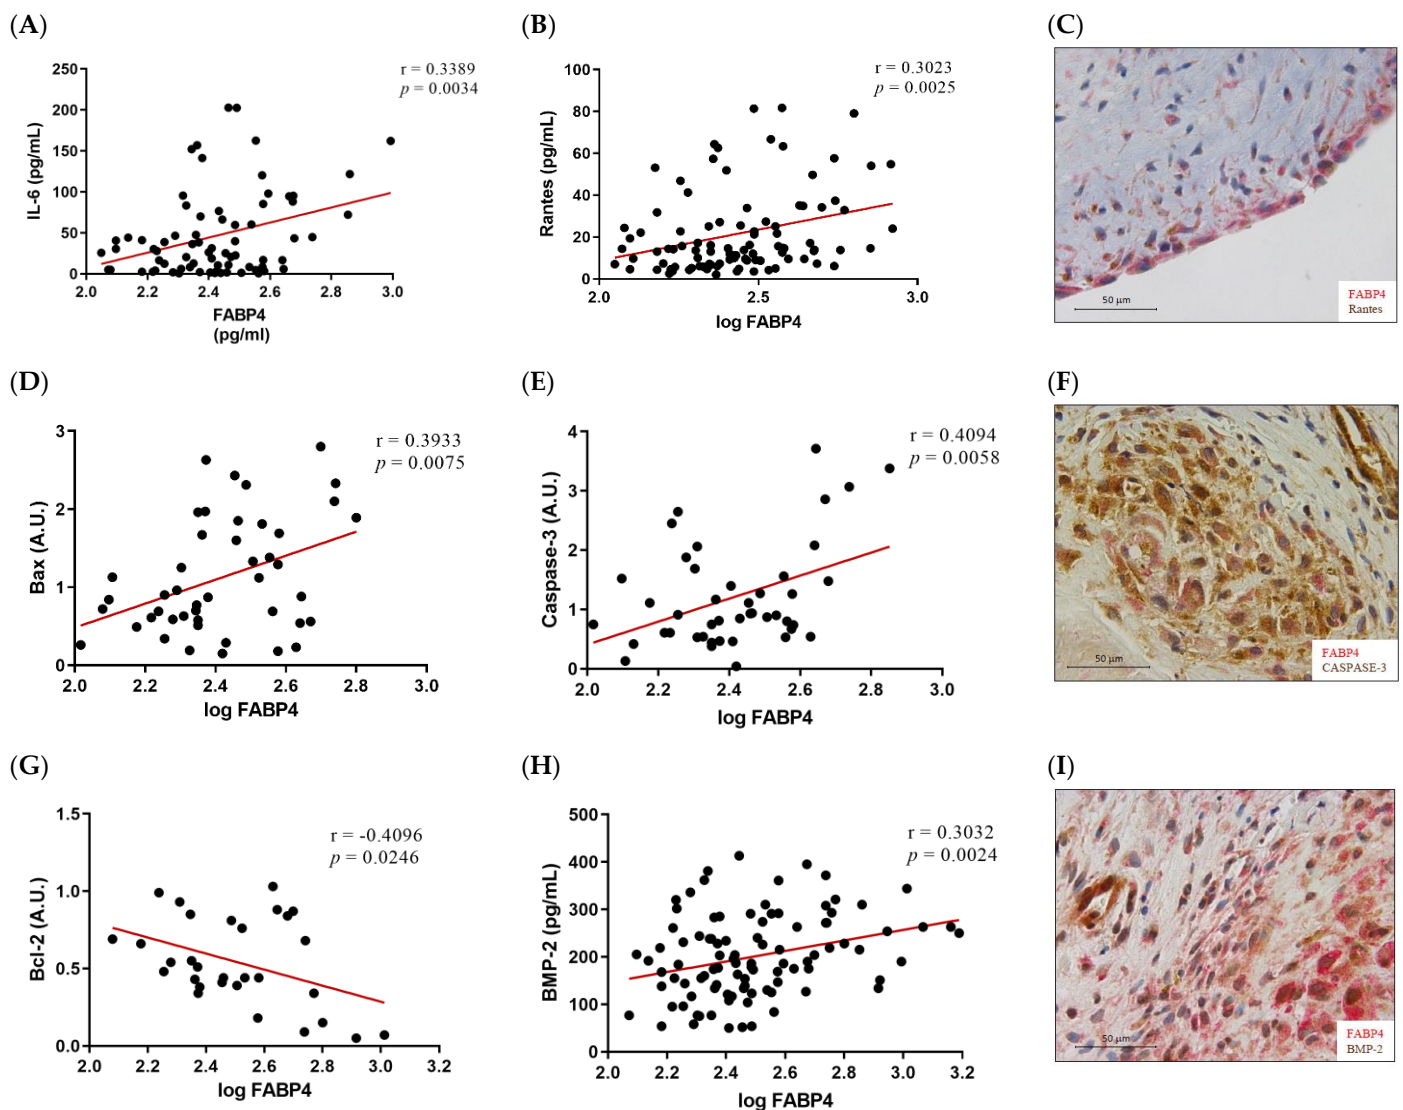 (A)
250
200
150
100
50
0
IL-6 (pg/mL)
2.0 2.2 2.4 2.6 2.8 3.0
FABP4
(pg/ml)
r = 0.3389
p = 0.0034
(B)
100
80
60
40
20
0
Rantes (pg/mL)
2.0 2.5 3.0
log FABP4
r = 0.3023
p = 0.0025
(C)
50 µm
FABP4
Rantes
(D)
3
2
1
0
Bax (A.U.)
2.0 2.2 2.4 2.6 2.8 3.0
log FABP4
r = 0.3933
p = 0.0075
(E)
4
3
2
1
0
Caspase-3 (A.U.)
2.0 2.2 2.4 2.6 2.8 3.0
log FABP4
r = 0.4094
p = 0.0058
(F)
50 µm
FABP4
CASPASE-3
(G)
1.5
1.0
0.5
0.0
Bcl-2 (A.U.)
2.0 2.2 2.4 2.6 2.8 3.0 3.2
log FABP4
r = -0.4096
p = 0.0246
(H)
500
400
300
200
100
0
BMP-2 (pg/mL)
2.0 2.2 2.4 2.6 2.8 3.0 3.2
log FABP4
r = 0.3032
p = 0.0024
(I)
50 µm
FABP4
BMP-2